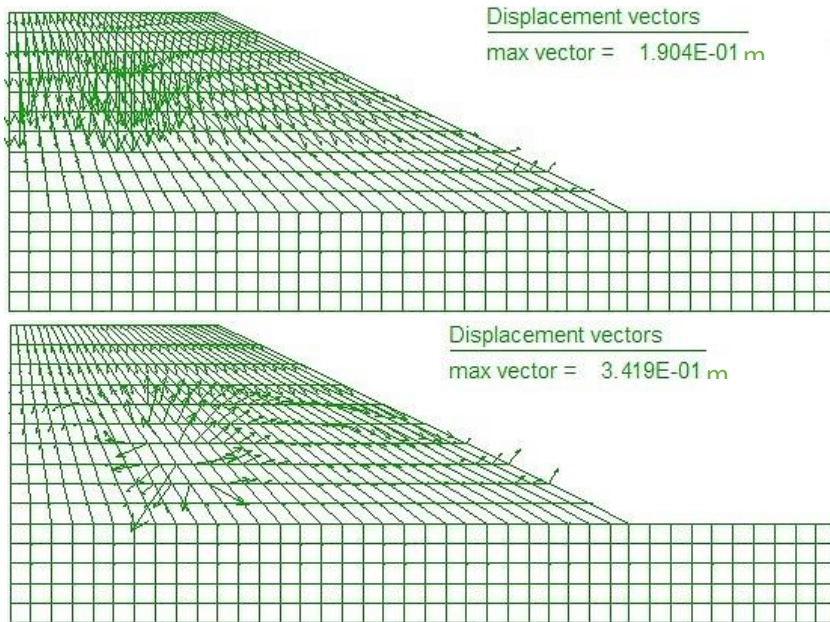 Displacement vectors
max vector = 1.904E-01 m
Displacement vectors
max vector = 3.419E-01 m